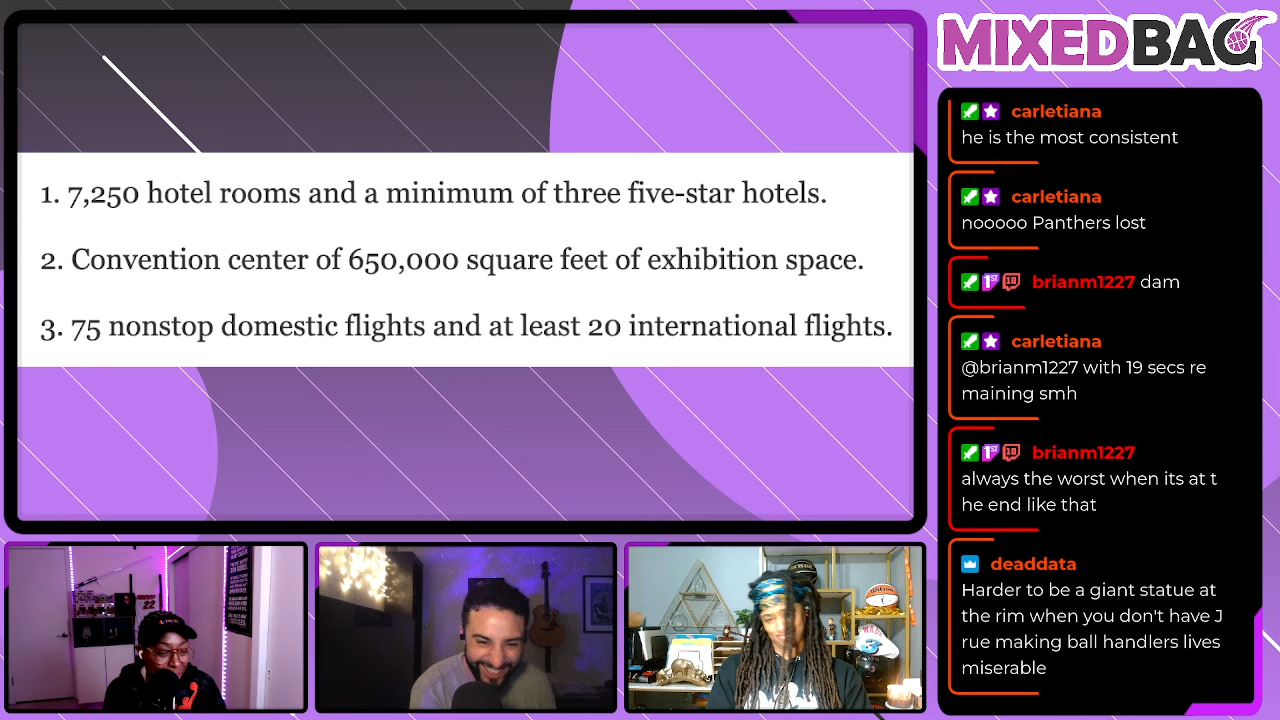 MIXEDBAG
1. 7,250 hotel rooms and a minimum of three five-star hotels.
2. Convention center of 650,000 square feet of exhibition space.
3. 75 nonstop domestic flights and at least 20 international flights.
carletiana
he is the most consistent
carletiana
nooooo Panthers lost
brianm1227 dam
carletiana
@brianm1227 with 19 secs re
maining smh
brianm1227
always the worst when its at t
he end like that
deaddata
Harder to be a giant statue at
the rim when you don't have J
rue making ball handlers lives
miserable
22